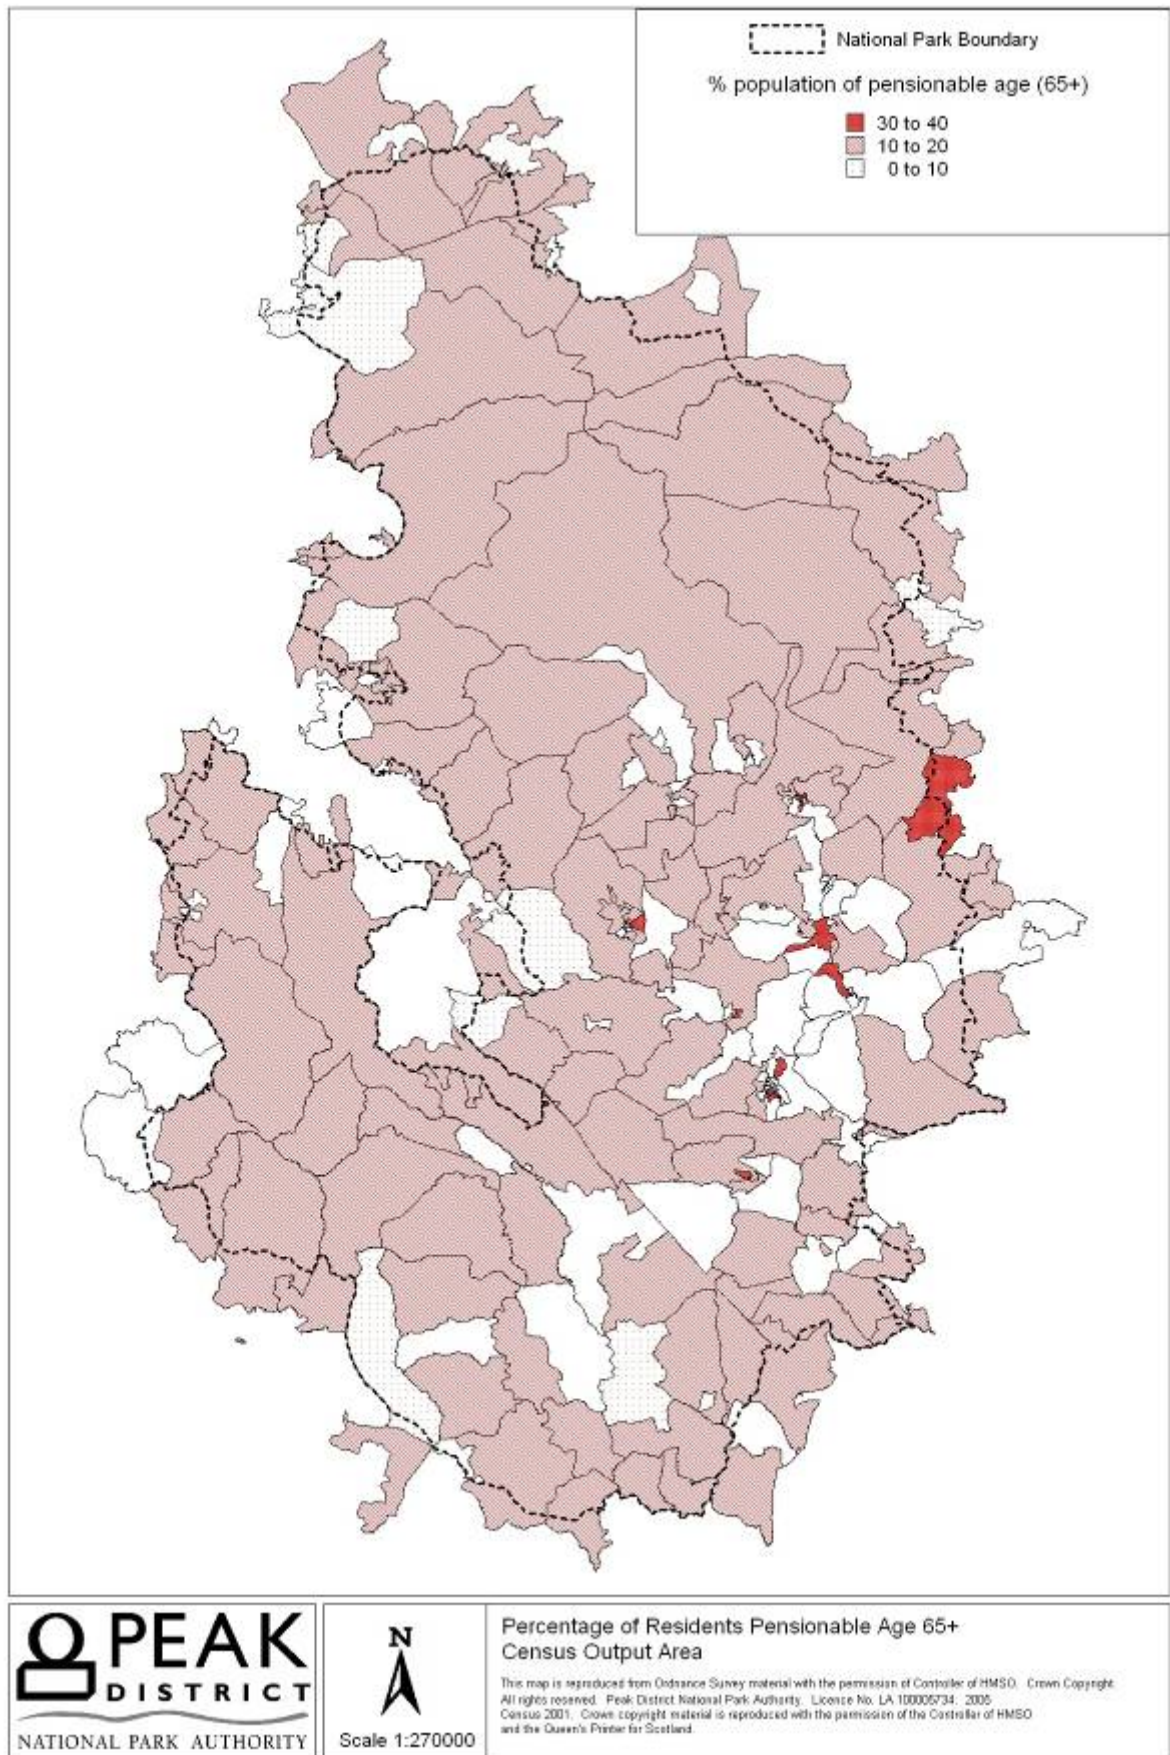 National Park Boundary
% population of pensionable age (65+)
30 to 40
10 to 20
0 to 10
PEAK
DISTRICT
NATIONAL PARK AUTHORITY
N
Scale 1:270000
Percentage of Residents Pensionable Age 65+
Census Output Area
This map is reproduced from Ordnance Survey material with the permission of Controller of HMSO. Crown Copyright.
All rights reserved. Peak District National Park Authority. Licence No. LA 100005734. 2005
Census 2001. Crown copyright material is reproduced with the permission of the Controller of HMSO
and the Queen's Printer for Scotland.